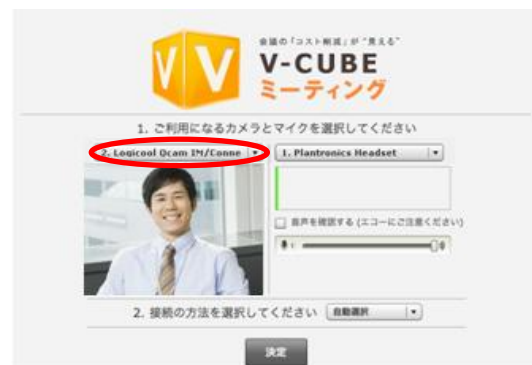 会議の「コスト削減」が"見える"
V-CUBE
ミーティング
1. ご利用になるカメラとマイクを選択してください
2. Logicool Qcam IM/Conne
1. Plantronics Headset
音声を確認する (エコーにご注意ください)
2. 接続の方法を選択してください 自動選択
決定